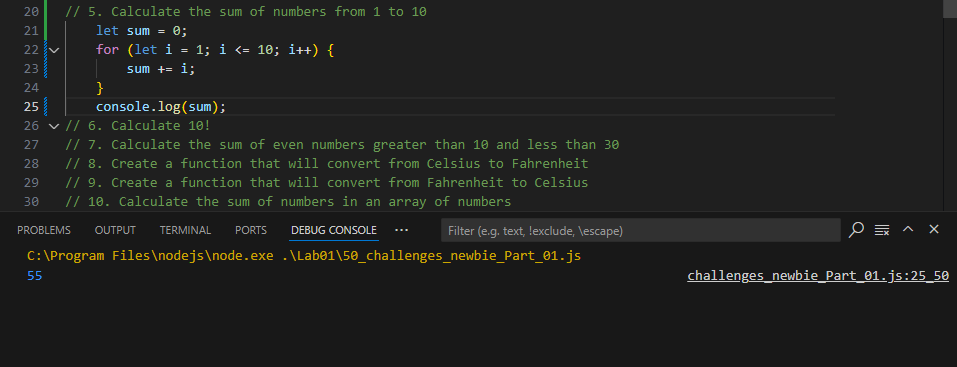 20 // 5. Calculate the sum of numbers from 1 to 10
21 let sum = 0;
22 for (let i = 1; i <= 10; i++) {
23 sum += i;
24 }
25 console.log(sum);
26 // 6. Calculate 10!
27 // 7. Calculate the sum of even numbers greater than 10 and less than 30
28 // 8. Create a function that will convert from Celsius to Fahrenheit
29 // 9. Create a function that will convert from Fahrenheit to Celsius
30 // 10. Calculate the sum of numbers in an array of numbers
PROBLEMS OUTPUT TERMINAL PORTS DEBUG CONSOLE ··· Filter (e.g. text, !exclude, \escape)
C:\Program Files\nodejs\node.exe .\Lab01\50_challenges_newbie_Part_01.js
55 challenges_newbie_Part_01.js:25_50